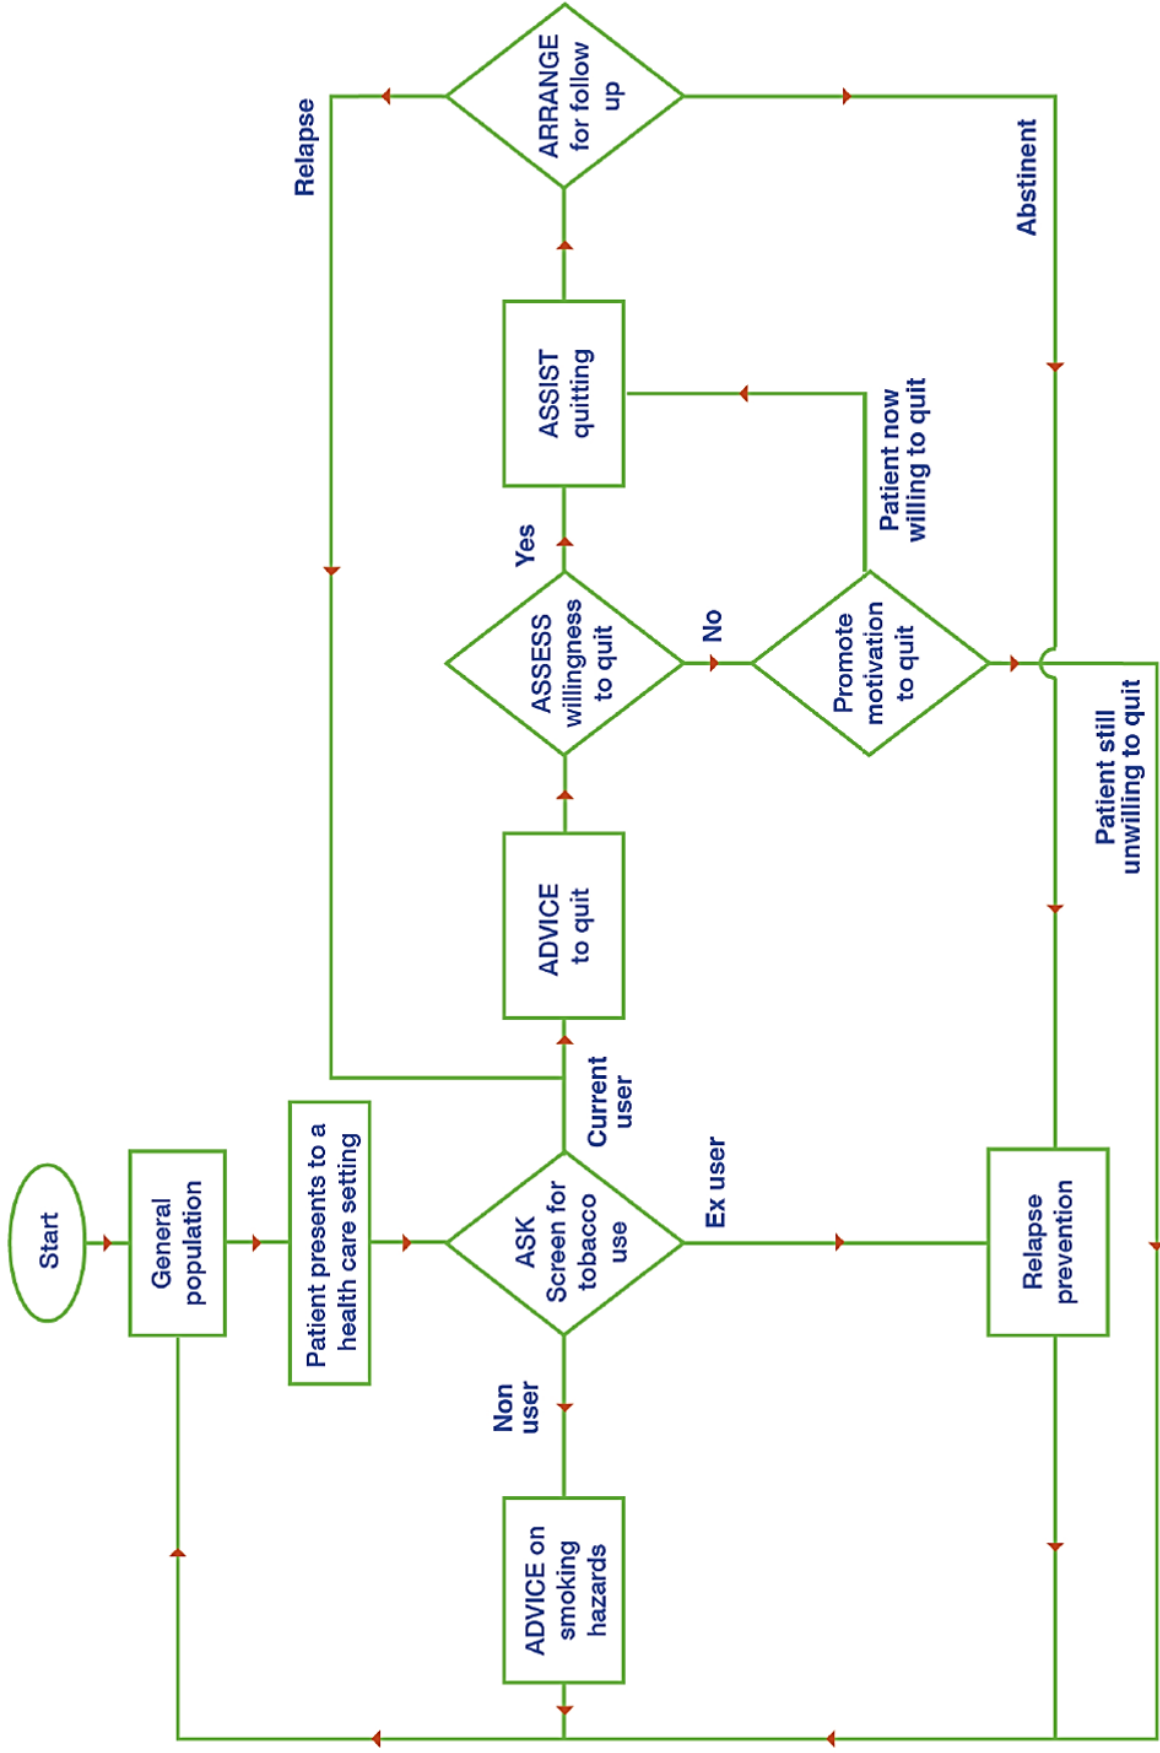 Start
General
population
Patient presents to a
health care setting
ASK
Screen for
tobacco
use
Non
user
ADVICE on
smoking
hazards
Current
user
Ex user
ADVICE
to quit
ASSESS
willingness
to quit
Yes
No
ASSIST
quitting
ARRANGE
for follow
up
Relapse
Abstinent
Promote
motivation
to quit
Patient now
willing to quit
Patient still
unwilling to quit
Relapse
prevention